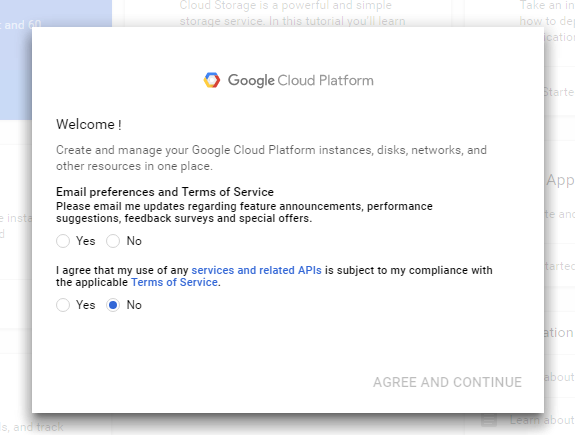 t and 60
Cloud Storage is a powerful and simple
storage service. In this tutorial you'll learn
Take an in
how to dep
ication
Google Cloud Platform
Welcome !
Create and manage your Google Cloud Platform instances, disks, networks, and
other resources in one place.
Email preferences and Terms of Service
Please email me updates regarding feature announcements, performance
suggestions, feedback surveys and special offers.
Yes No
I agree that my use of any services and related APIs is subject to my compliance with
the applicable Terms of Service.
Yes No
AGREE AND CONTINUE
Starte
App
e insta
te and
d
tarted
ation
about
s, and track
Learn about